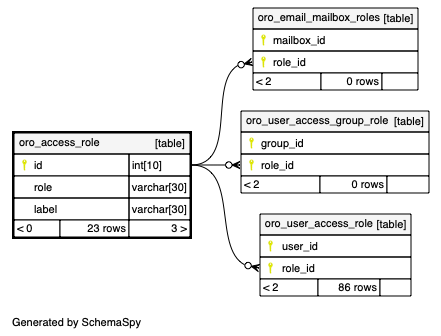 oro_email_mailbox_roles [table]
mailbox_id
role_id
< 2 0 rows
oro_user_access_group_role [table]
group_id
role_id
< 2 0 rows
oro_access_role [table]
id int[10]
role varchar[30]
label varchar[30]
< 0 23 rows 3 >
oro_user_access_role [table]
user_id
role_id
< 2 86 rows
Generated by SchemaSpy